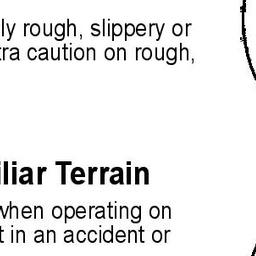 ly rough, slippery or
tra caution on rough,
liar Terrain
when operating on
t in an accident or